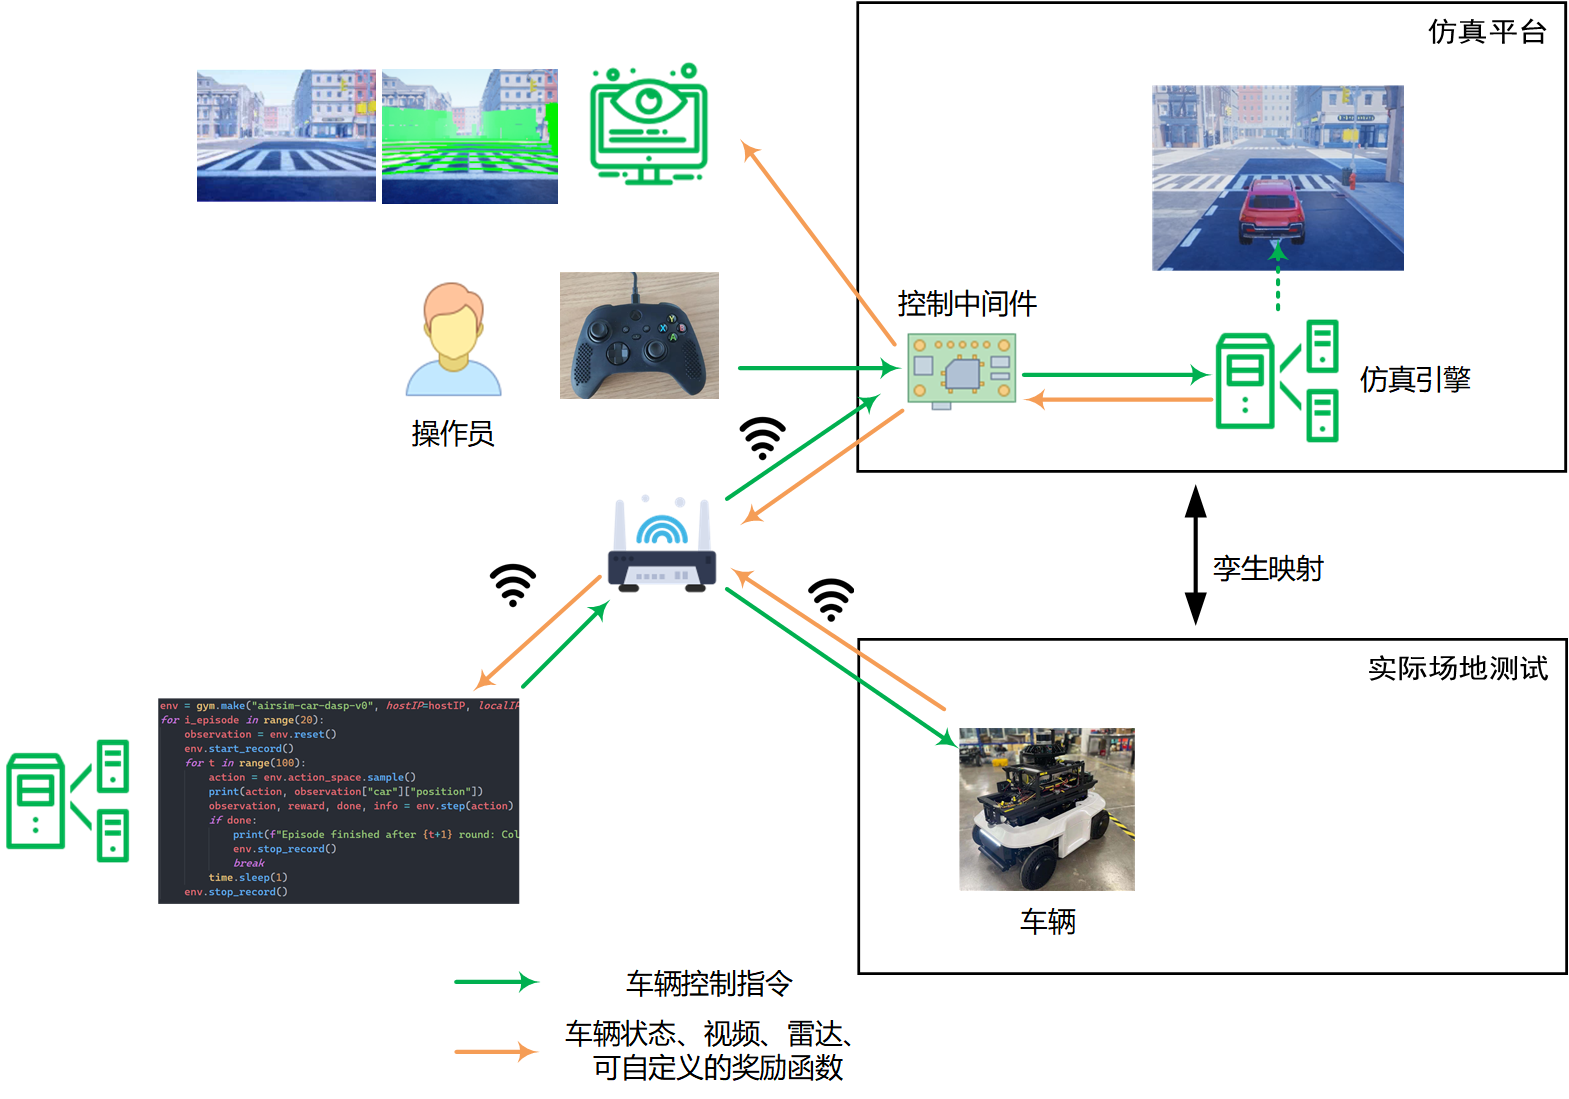 仿真平台
控制中间件
仿真引擎
操作员
孪生映射
实际场地测试
env = gym.make("airsim-car-dasp-v0", hostIP=hostIP, localIP
for i_episode in range(20):
observation = env.reset()
env.start_record()
for t in range(100):
action = env.action_space.sample()
print(action, observation["car"]["position"])
observation, reward, done, info = env.step(action)
if done:
print(f"Episode finished after {t+1} round: Col
env.stop_record()
break
time.sleep(1)
env.stop_record()
车辆
车辆控制指令
车辆状态、视频、雷达、
可自定义的奖励函数